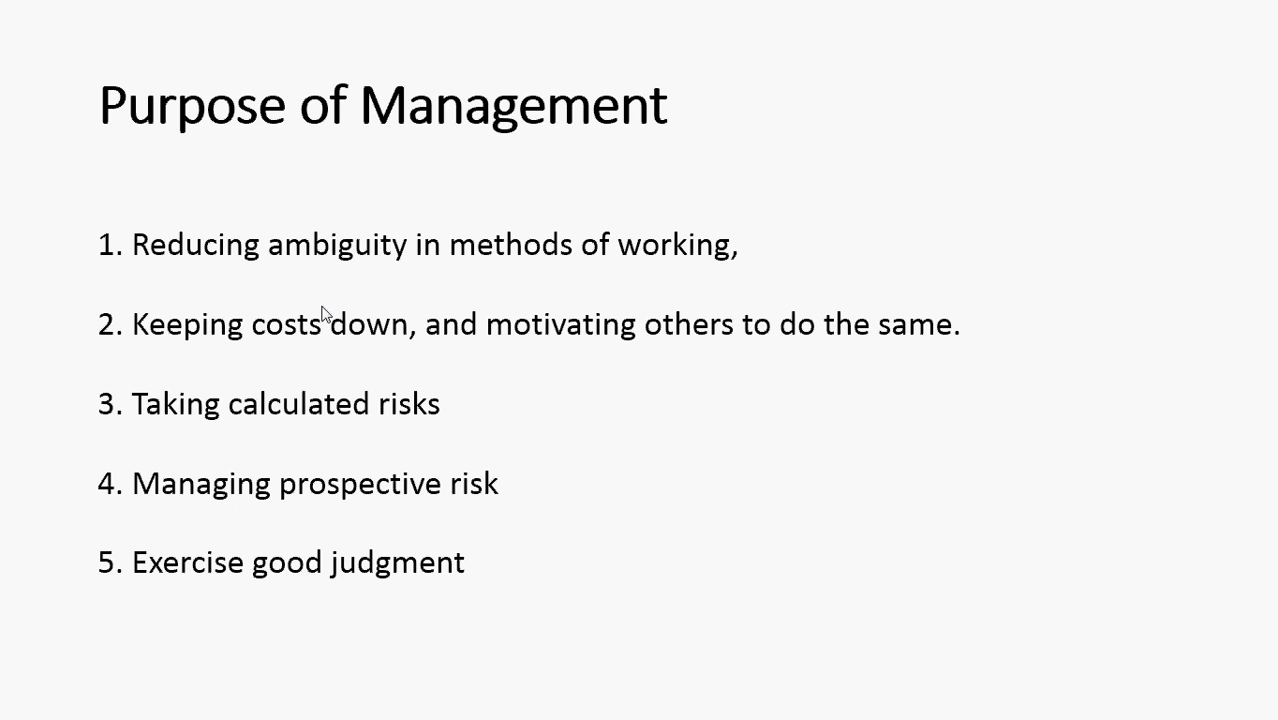 Purpose of Management
1. Reducing ambiguity in methods of working,
2. Keeping costs down, and motivating others to do the same.
3. Taking calculated risks
4. Managing prospective risk
5. Exercise good judgment